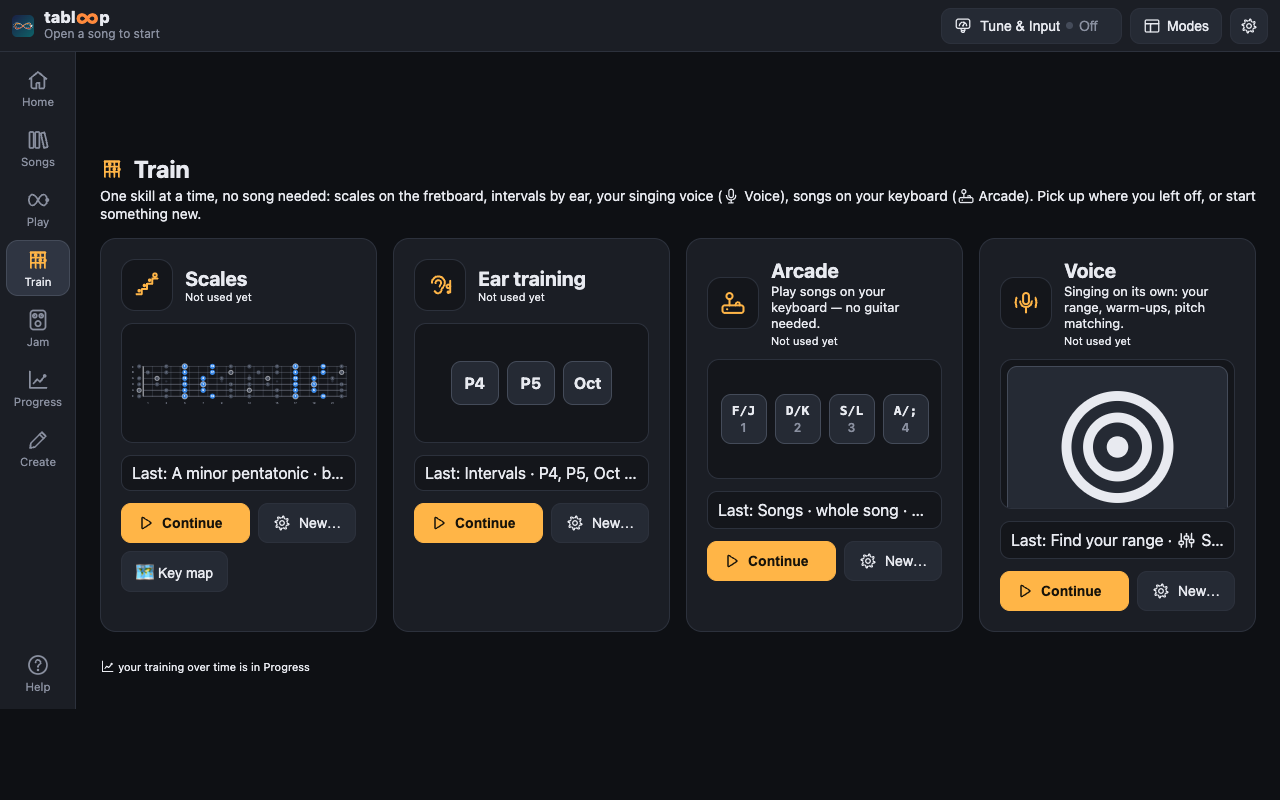 tabloop
Open a song to start
Tune & Input Off
Modes
Home
Songs
Play
Train
Jam
Progress
Create
Help
Train
One skill at a time, no song needed: scales on the fretboard, intervals by ear, your singing voice ( Voice), songs on your keyboard ( Arcade). Pick up where you left off, or start
something new.
Scales
Not used yet
Last: A minor pentatonic · b...
Continue
New...
Key map
Ear training
Not used yet
P4 P5 Oct
Last: Intervals · P4, P5, Oct ...
Continue
New...
Arcade
Play songs on your
keyboard — no guitar
needed.
Not used yet
F/J D/K S/L A/;
1 2 3 4
Last: Songs · whole song · ...
Continue
New...
Voice
Singing on its own: your
range, warm-ups, pitch
matching.
Not used yet
Last: Find your range · S...
Continue
New...
your training over time is in Progress